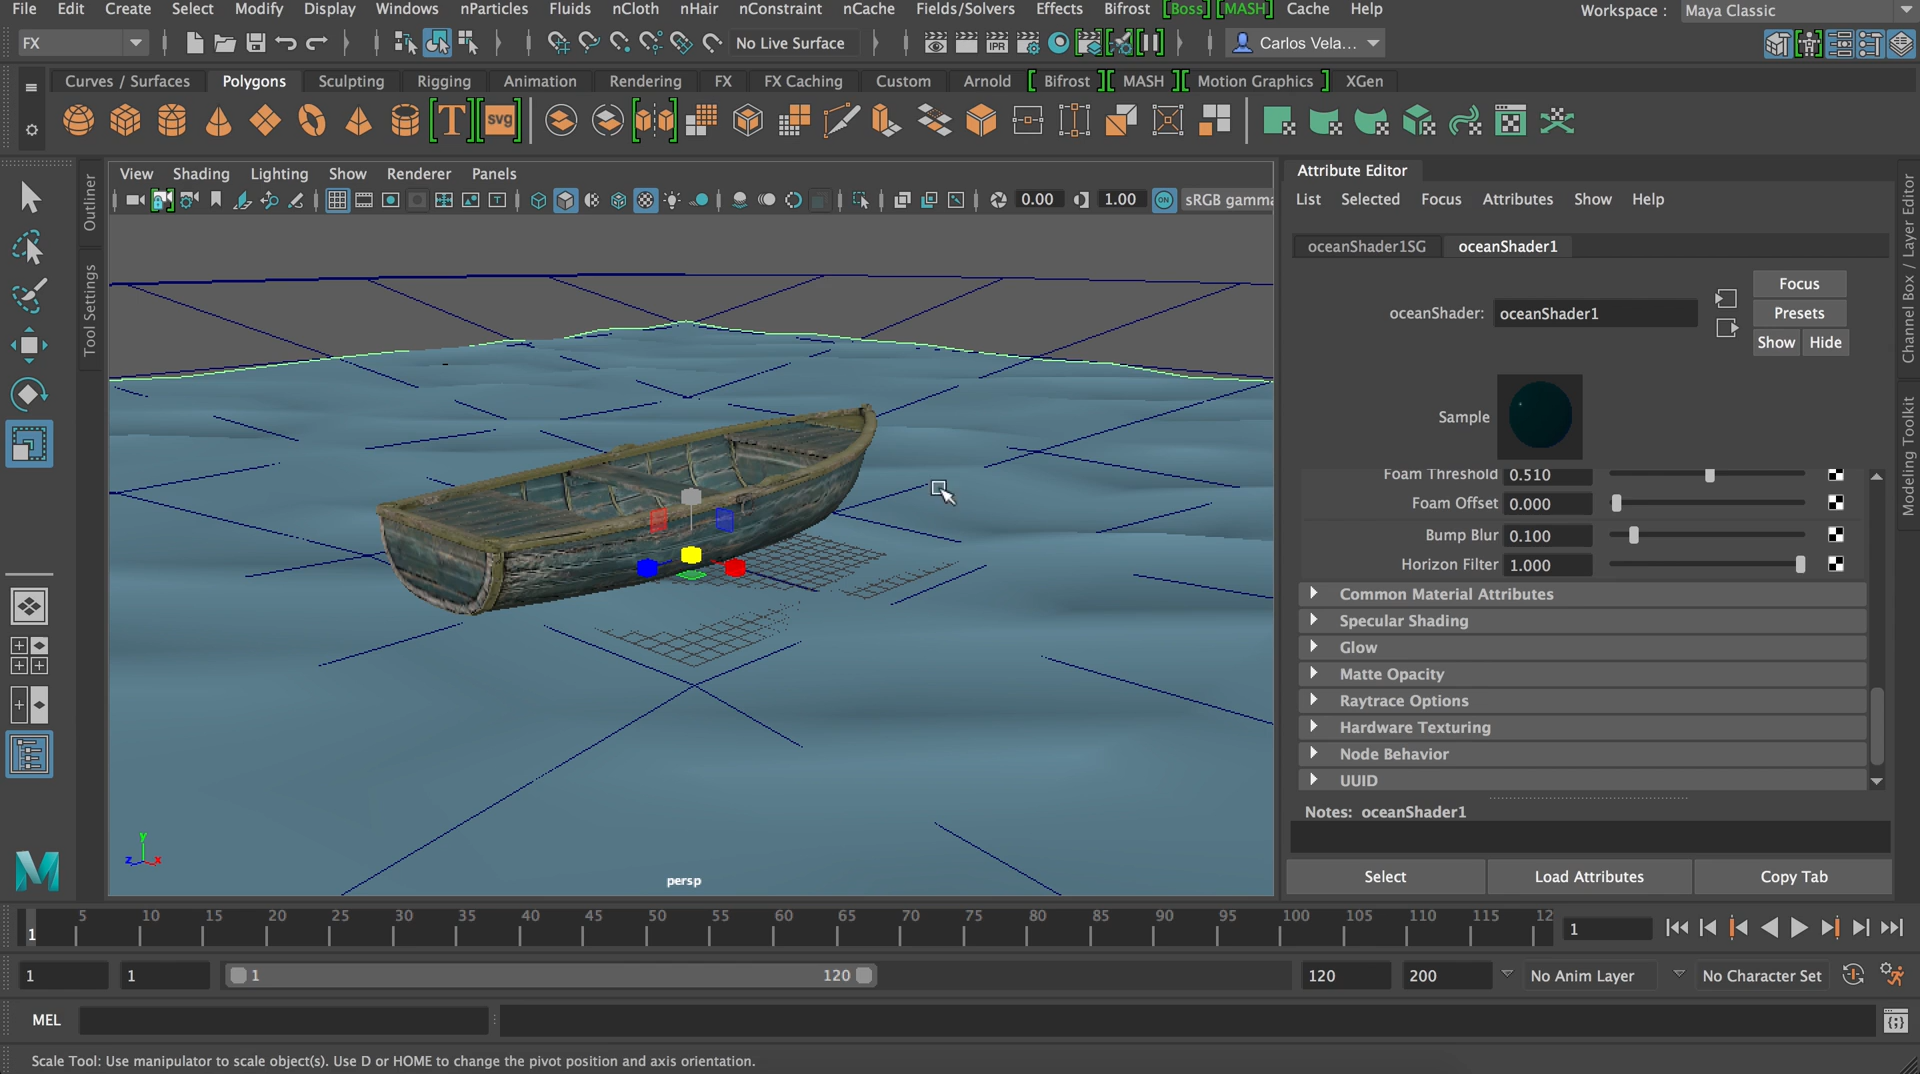 File Edit Create Select Modify Display Windows nParticles Fluids nCloth nHair nConstraint nCache Fields/Solvers Effects Bifrost [Boss] [MASH] Cache Help Workspace : Maya Classic
FX No Live Surface IPR Carlos Vela...
Curves / Surfaces Polygons Sculpting Rigging Animation Rendering FX FX Caching Custom Arnold Bifrost MASH Motion Graphics XGen
T svg
View Shading Lighting Show Renderer Panels
0.00 1.00 ON sRGB gamma
Outliner
Tool Settings
persp
y
z x
M
Attribute Editor
List Selected Focus Attributes Show Help
oceanShader1SG oceanShader1
Focus
oceanShader: oceanShader1 Presets
Show Hide
Sample
Foam Threshold 0.510
Foam Offset 0.000
Bump Blur 0.100
Horizon Filter 1.000
Common Material Attributes
Specular Shading
Glow
Matte Opacity
Raytrace Options
Hardware Texturing
Node Behavior
UUID
Notes: oceanShader1
Select Load Attributes Copy Tab
Channel Box / Layer Editor
Modeling Toolkit
5 10 15 20 25 30 35 40 45 50 55 60 65 70 75 80 85 90 95 100 105 110 115 12
1 1
1 1 1 120 120 200 No Anim Layer No Character Set
MEL
Scale Tool: Use manipulator to scale object(s). Use D or HOME to change the pivot position and axis orientation.